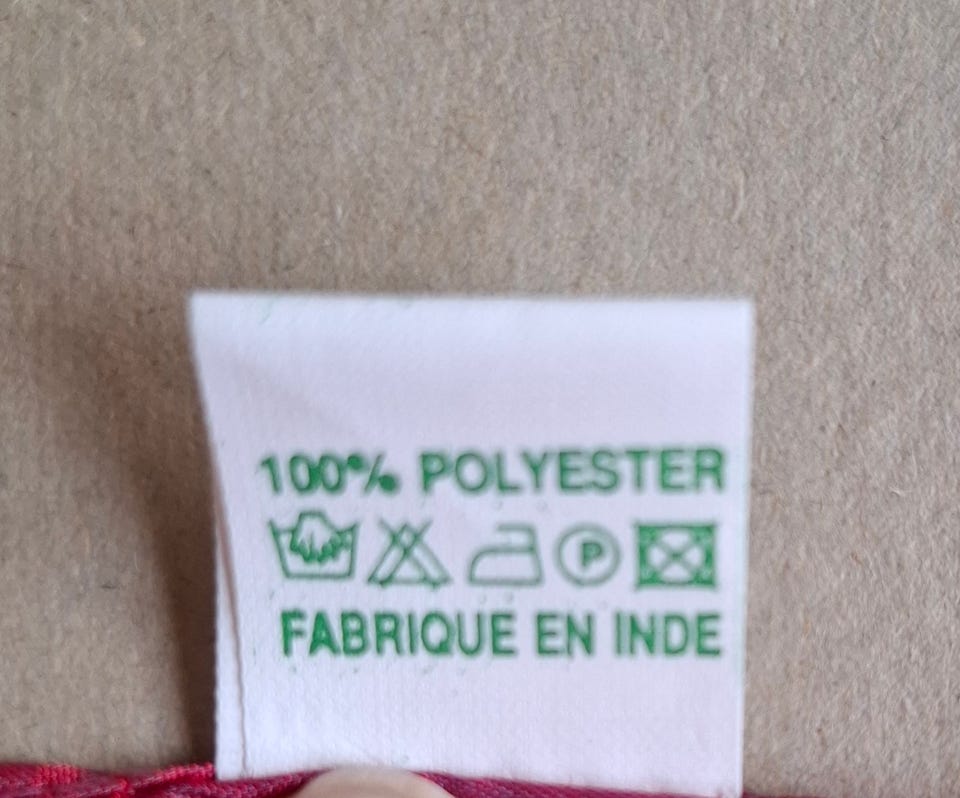 100% POLYESTER
P
FABRIQUE EN INDE